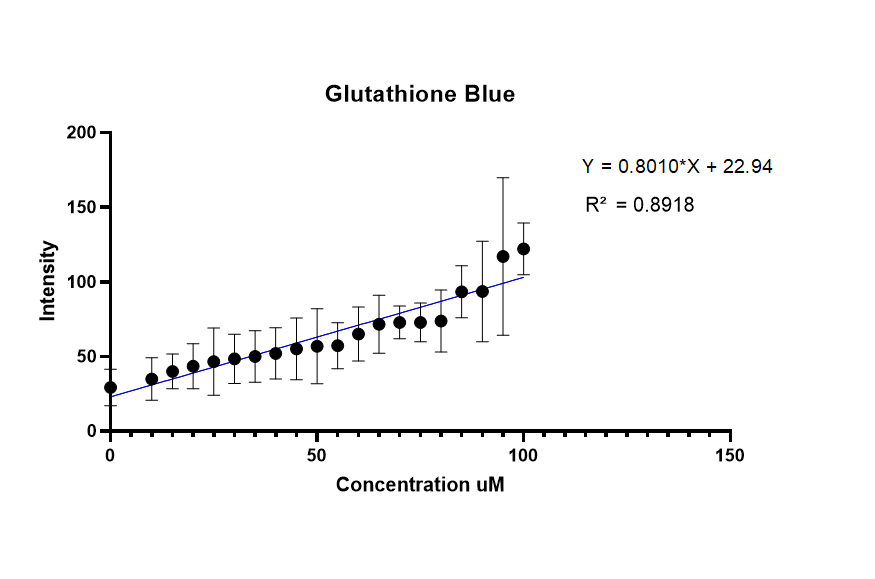 Glutathione Blue
200
Y = 0.8010*X + 22.94
R² = 0.8918
150
100
50
0
Intensity
0 50 100 150
Concentration uM